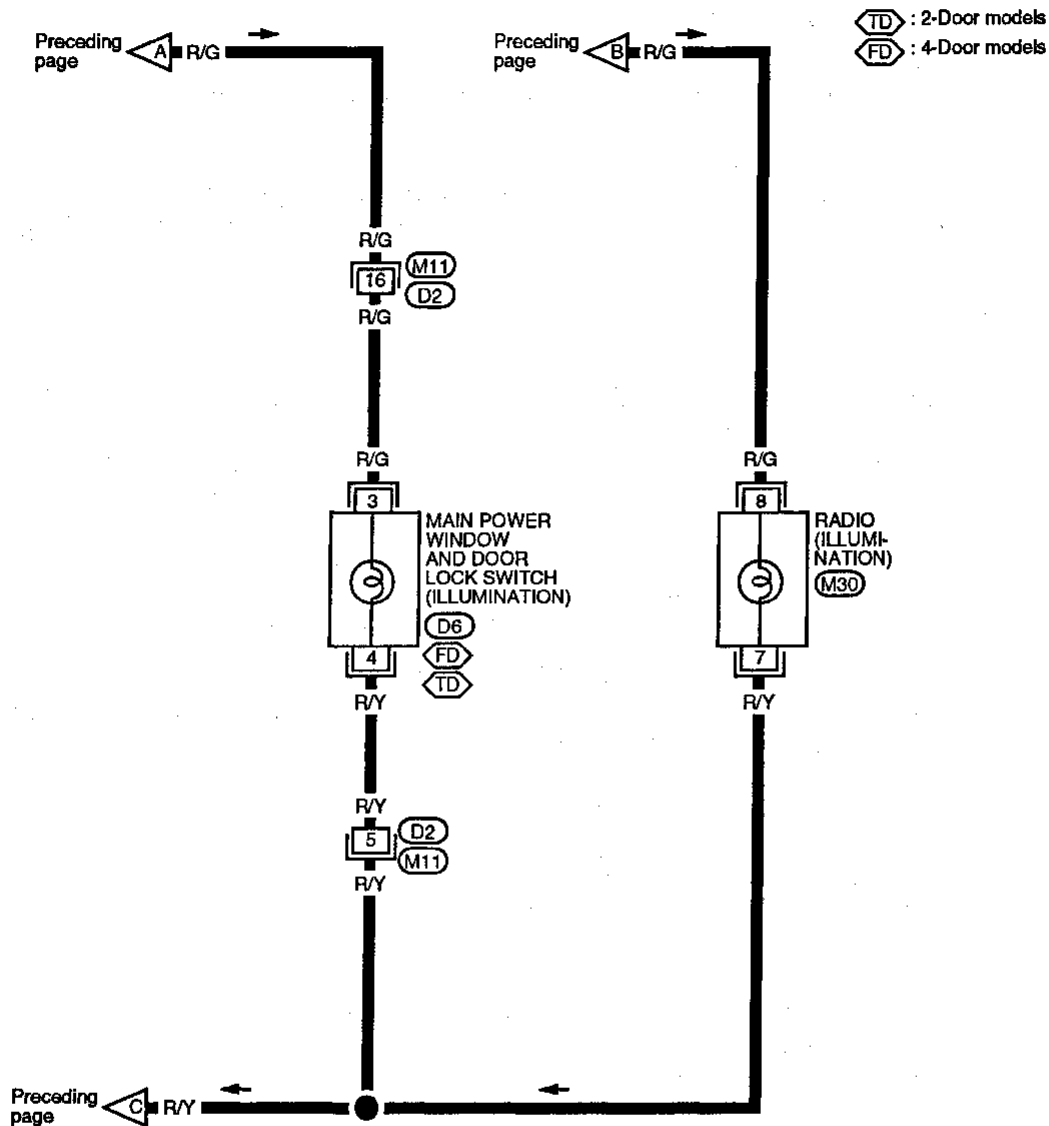 TD : 2-Door models
FD : 4-Door models
Preceding
page
A R/G
Preceding
page
B R/G
R/G
16
M11
D2
R/G
R/G
3
MAIN POWER
WINDOW
AND DOOR
LOCK SWITCH
(ILLUMINATION)
D6
FD
TD
4
R/Y
R/G
8
RADIO
(ILLUMI-
NATION)
M30
7
R/Y
R/Y
5
D2
M11
R/Y
Preceding
page
C R/Y